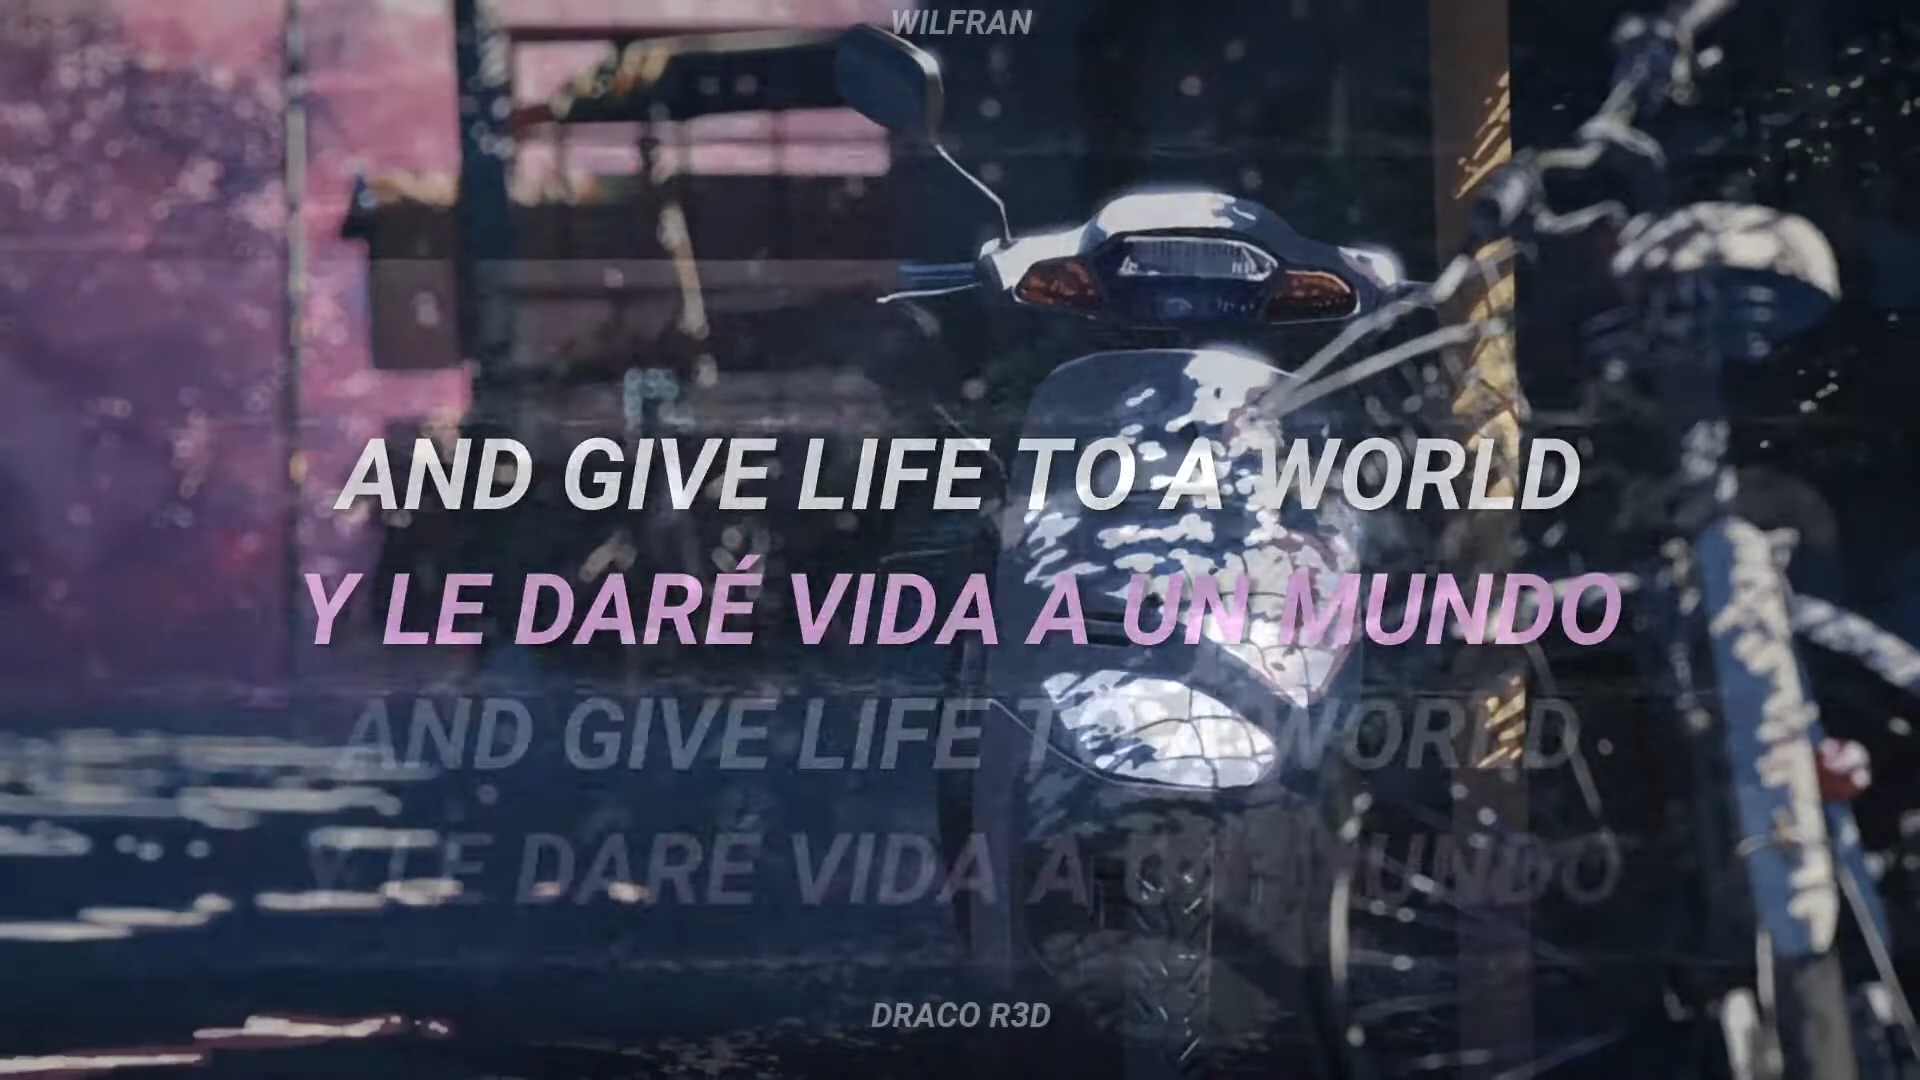 WILFRAN
AND GIVE LIFE TO A WORLD
Y LE DARÉ VIDA A UN MUNDO
AND GIVE LIFE TO A WORLD
Y LE DARÉ VIDA A UN MUNDO
DRACO R3D